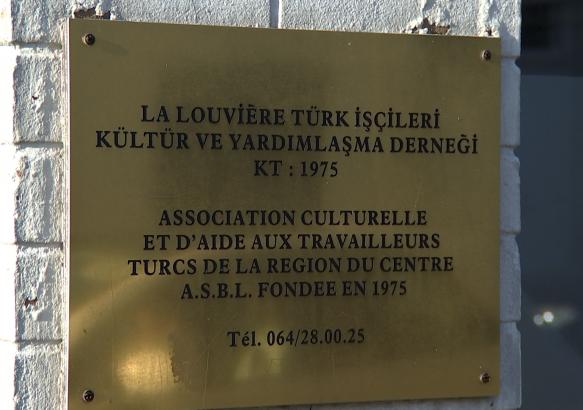 LA LOUVIÈRE TÜRK İŞÇİLERİ
KÜLTÜR VE YARDIMLAŞMA DERNEĞİ
KT : 1975
ASSOCIATION CULTURELLE
ET D'AIDE AUX TRAVAILLEURS
TURCS DE LA REGION DU CENTRE
A.S.B.L. FONDEE EN 1975
Tél. 064/28.00.25